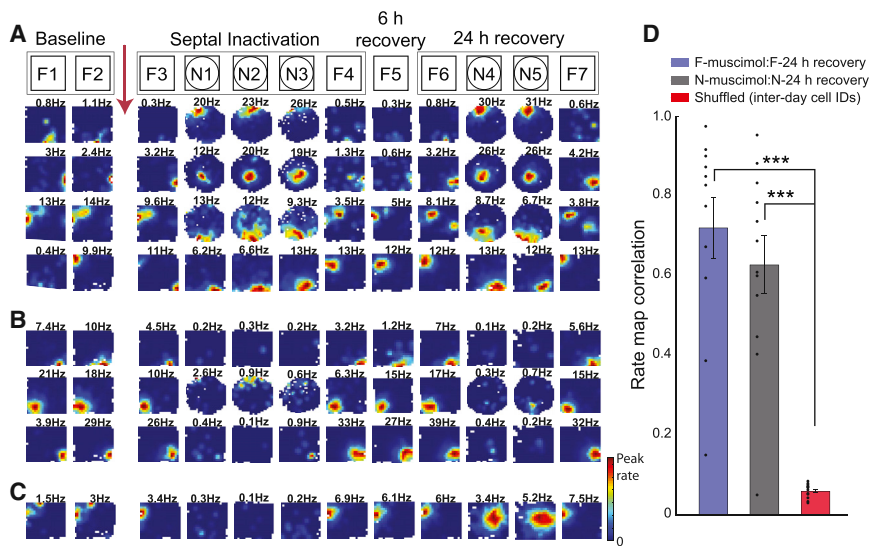 A
Baseline
Septal Inactivation
6 h
recovery
24 h recovery
F1 F2 F3 N1 N2 N3 F4 F5 F6 N4 N5 F7
0.8Hz 1.1Hz 0.3Hz 20Hz 23Hz 26Hz 0.5Hz 0.3Hz 0.8Hz 30Hz 31Hz 0.6Hz
3Hz 2.4Hz 3.2Hz 12Hz 20Hz 19Hz 1.3Hz 0.6Hz 3.2Hz 26Hz 26Hz 4.2Hz
13Hz 14Hz 9.6Hz 13Hz 12Hz 9.3Hz 3.5Hz 5Hz 8.1Hz 8.7Hz 6.7Hz 3.8Hz
0.4Hz 9.9Hz 11Hz 6.2Hz 6.6Hz 13Hz 13Hz 12Hz 12Hz 13Hz 12Hz 13Hz
B
7.4Hz 10Hz 4.5Hz 0.2Hz 0.3Hz 0.2Hz 3.2Hz 1.2Hz 7Hz 0.1Hz 0.2Hz 5.6Hz
21Hz 18Hz 10Hz 2.6Hz 0.9Hz 0.6Hz 6.3Hz 15Hz 17Hz 0.3Hz 0.7Hz 15Hz
3.9Hz 29Hz 26Hz 0.4Hz 0.1Hz 0.9Hz 33Hz 27Hz 39Hz 0.4Hz 0.2Hz 32Hz
C
1.5Hz 3Hz 3.4Hz 0.3Hz 0.1Hz 0.2Hz 6.9Hz 6.1Hz 6Hz 3.4Hz 5.2Hz 7.5Hz
Peak
rate
0
D
F-muscimol:F-24 h recovery
N-muscimol:N-24 h recovery
Shuffled (inter-day cell IDs)
Rate map correlation
1.0
0.8
0.6
0.4
0.2
0
***
***